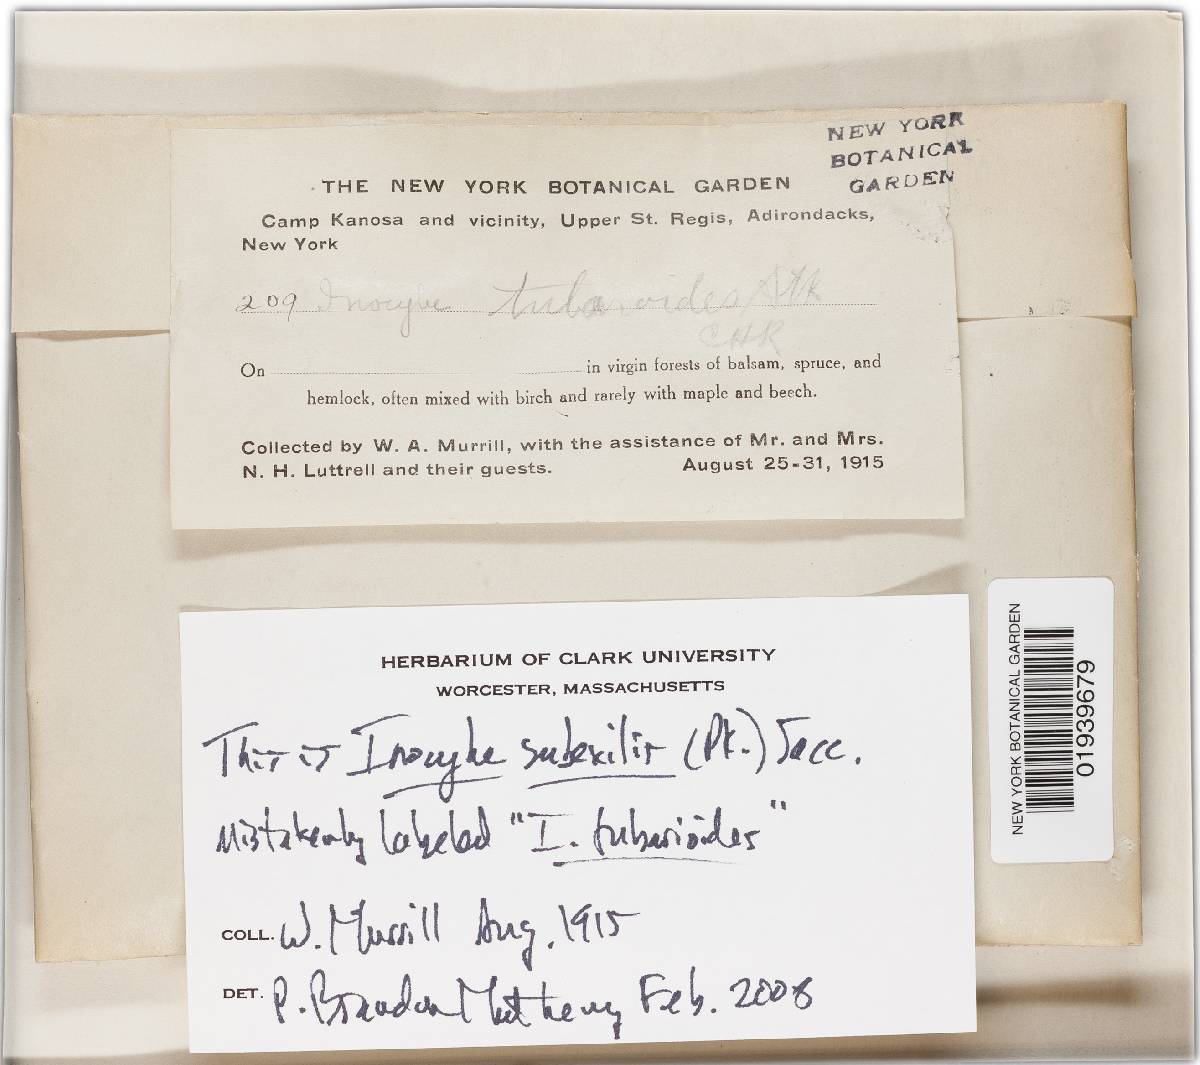 NEW YORK
BOTANICAL
GARDEN
THE NEW YORK BOTANICAL GARDEN
Camp Kanosa and vicinity, Upper St. Regis, Adirondacks,
New York
209 Inocybe tubarioides Atk
CHK
On in virgin forests of balsam, spruce, and
hemlock, often mixed with birch and rarely with maple and beech.
Collected by W. A. Murrill, with the assistance of Mr. and Mrs.
N. H. Luttrell and their guests. August 25-31, 1915
HERBARIUM OF CLARK UNIVERSITY
WORCESTER, MASSACHUSETTS
This is Inocybe subexilis (Pk.) Sacc.
Mistakenly labeled "I. tubarioides"
COLL. W. Murrill Aug. 1915
DET. P. Brandon Matheny Feb. 2008
NEW YORK BOTANICAL GARDEN
01939679